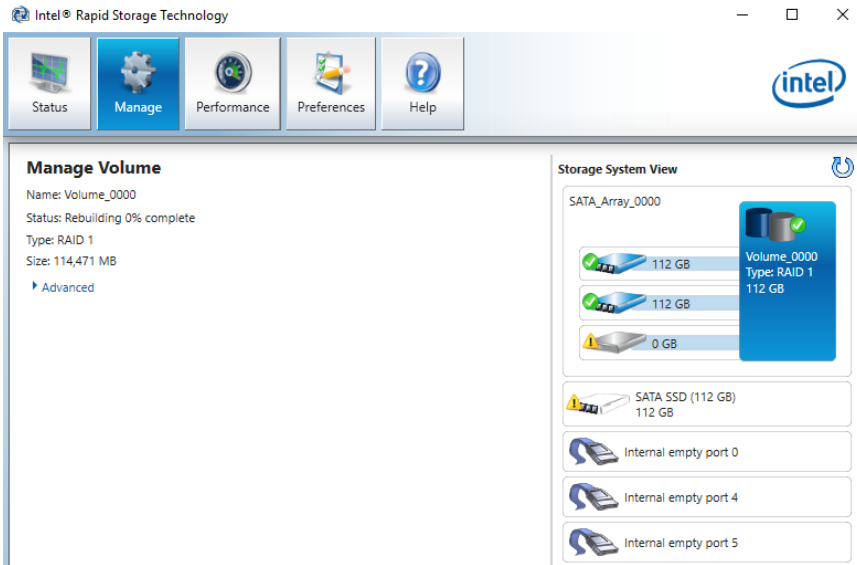 Intel® Rapid Storage Technology
Status
Manage
Performance
Preferences
Help
intel
Manage Volume
Name: Volume_0000
Status: Rebuilding 0% complete
Type: RAID 1
Size: 114,471 MB
Advanced
Storage System View
SATA_Array_0000
112 GB
112 GB
0 GB
Volume_0000
Type: RAID 1
112 GB
SATA SSD (112 GB)
112 GB
Internal empty port 0
Internal empty port 4
Internal empty port 5